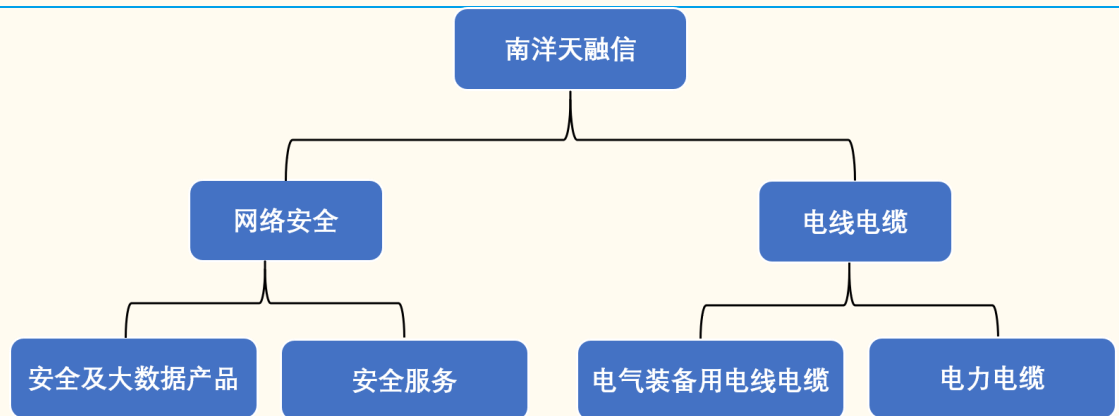 南洋天融信
网络安全
电线电缆
安全及大数据产品
安全服务
电气装备用电线电缆
电力电缆